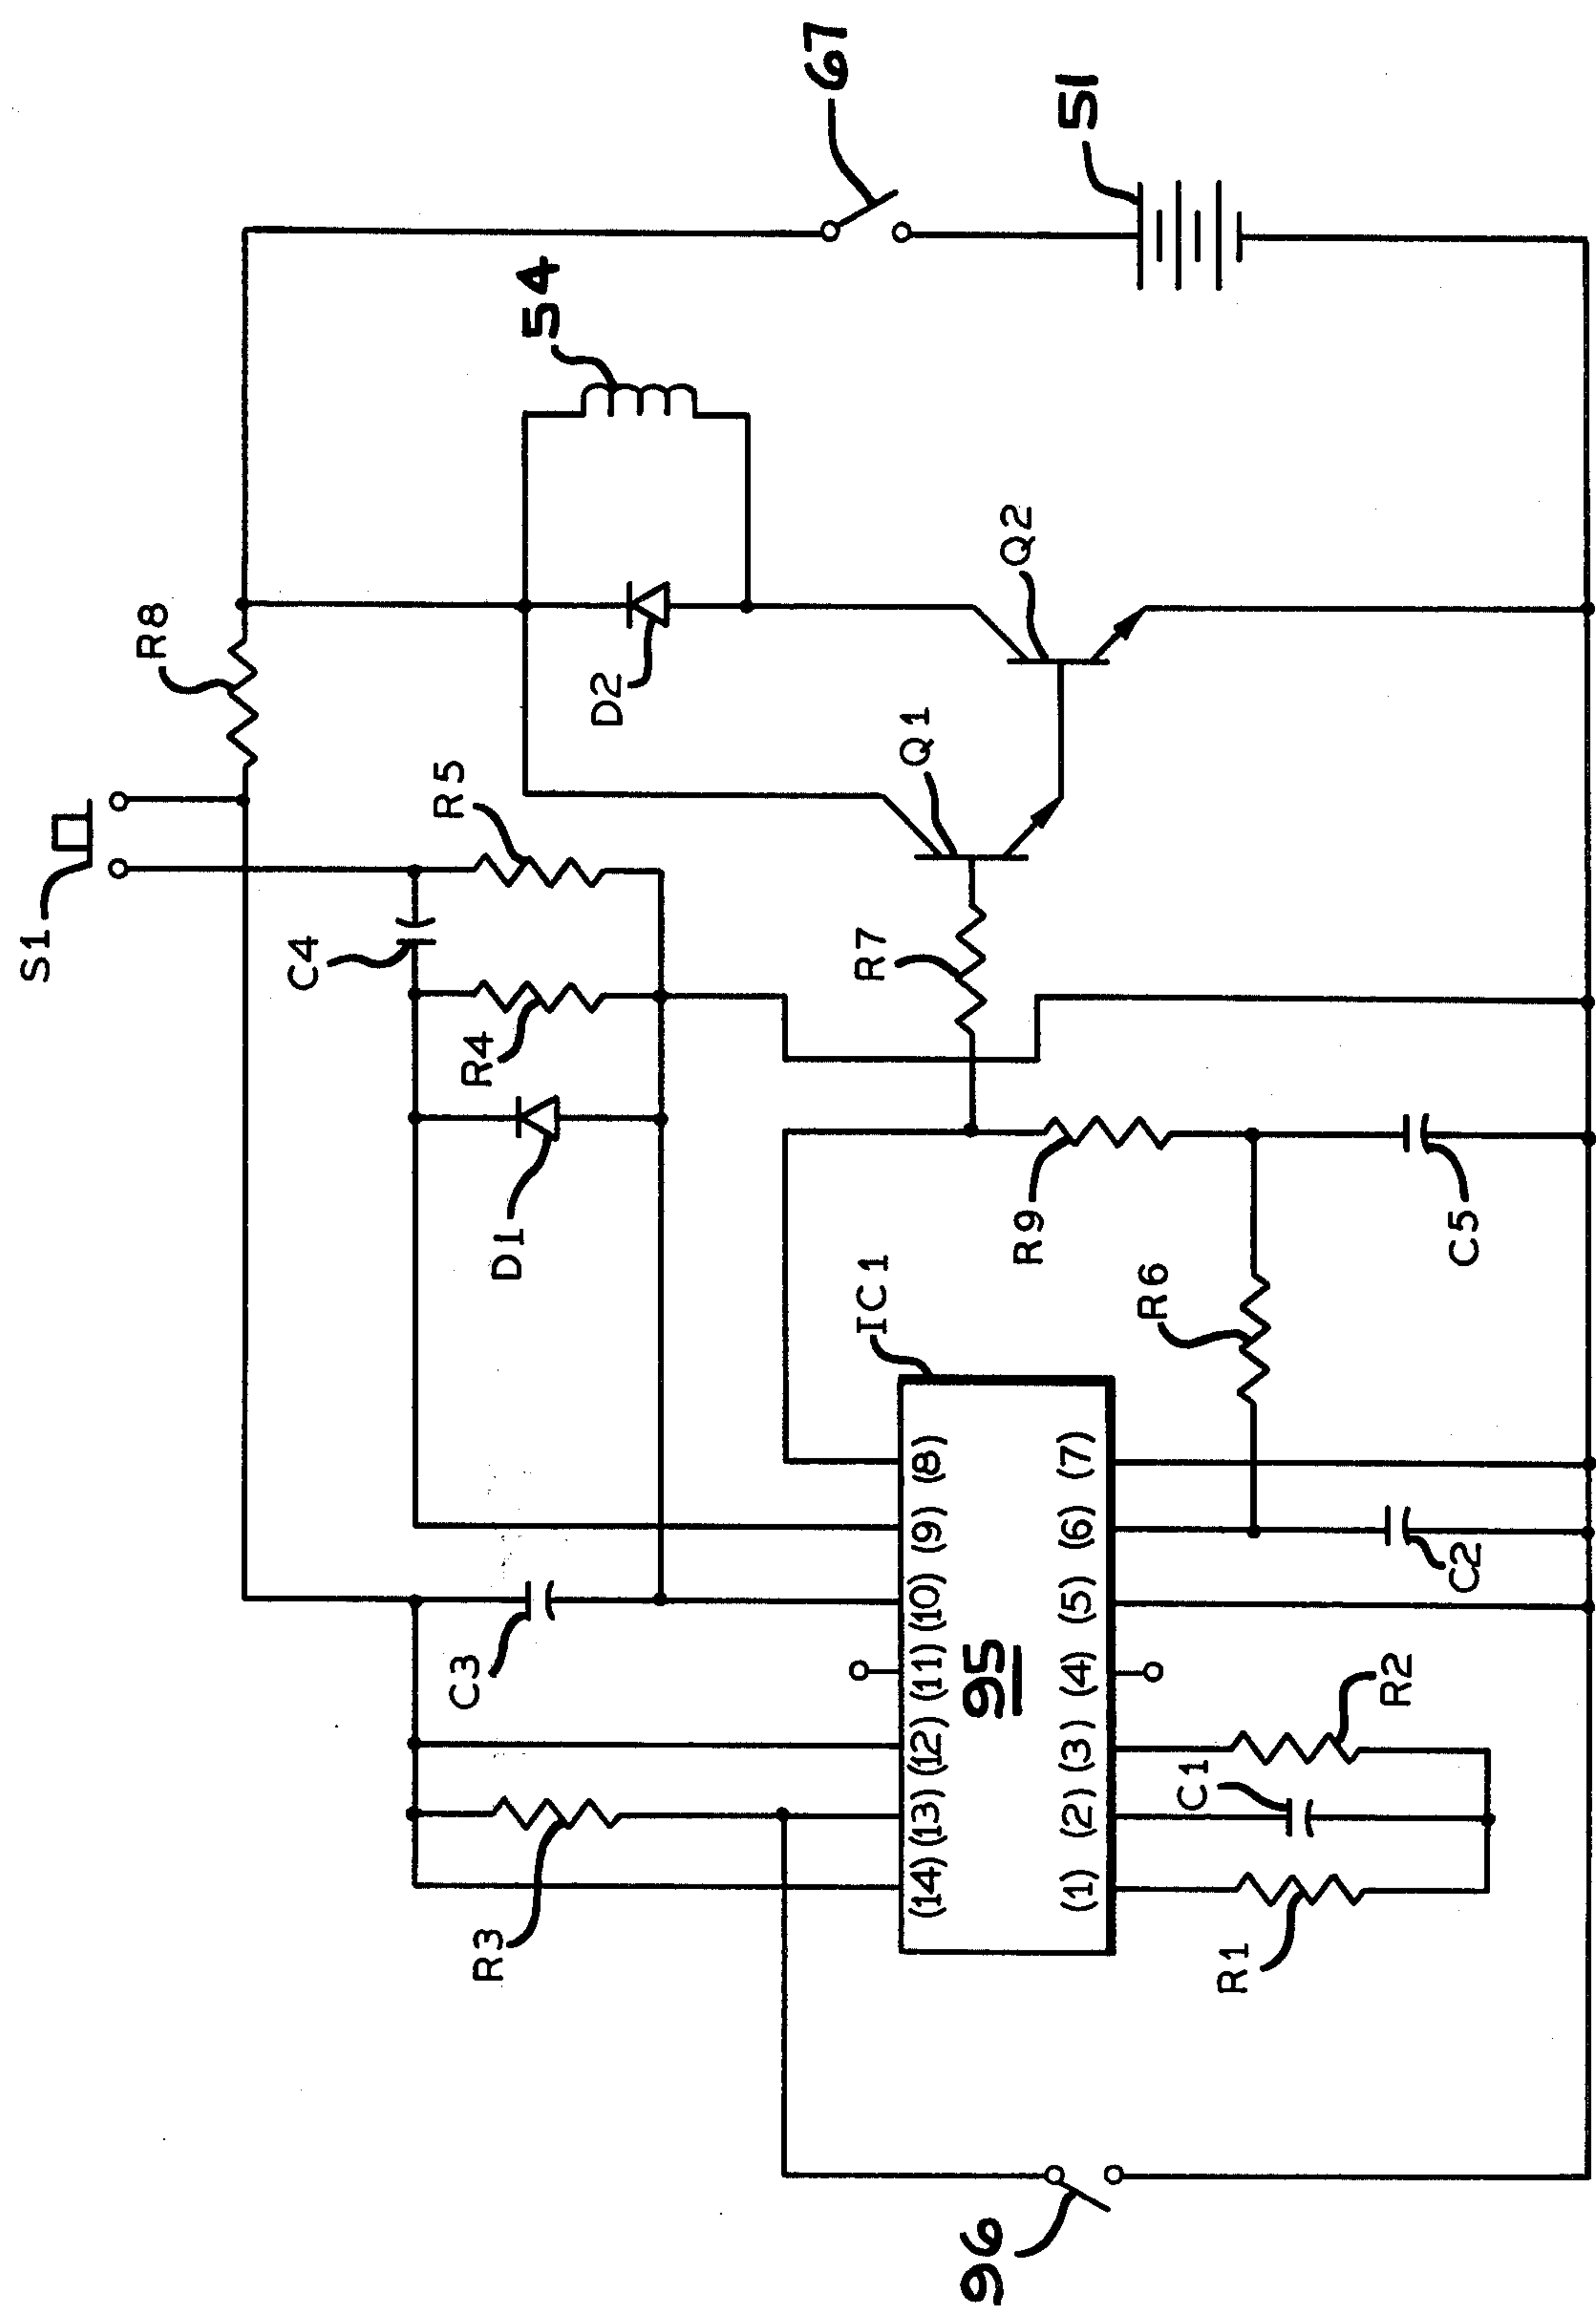 S1
R8
C4
R5
C3
R4
R3
D1
54
D2
67
R7
IC1
Q1
(14) (13) (12) (11) (10) (9) (8)
96
95
Q2
R9
(1) (2) (3) (4) (5) (6) (7)
51
R6
C1
R1
R2
C2
C5